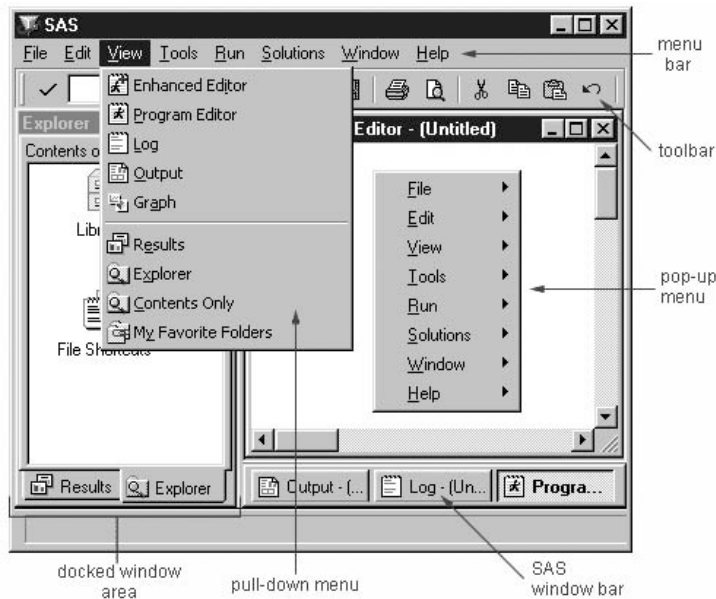 SAS
File Edit View Tools Run Solutions Window Help
menu bar
Enhanced Editor
Program Editor
Log
Output
Graph
Results
Explorer
Contents Only
My Favorite Folders
toolbar
Explorer
Contents o
Libr
File Shortcuts
Editor - (Untitled)
File
Edit
View
Tools
Run
Solutions
Window
Help
pop-up
menu
Results Explorer
Output - (... Log - (Un... Progra...
docked window
area
pull-down menu
SAS
window bar